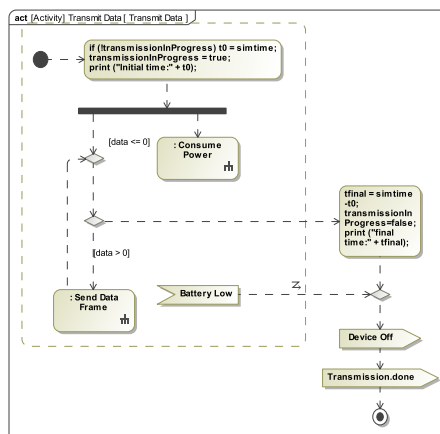 act [Activity] Transmit Data [ Transmit Data ]
if (!transmissionInProgress) t0 = simtime;
transmissionInProgress = true;
print ("Initial time:" + t0);
[data <= 0]
: Consume
Power
tfinal = simtime
-t0;
transmissionIn
Progress=false;
print ("final
time:" + tfinal);
[data > 0]
: Send Data
Frame
Battery Low
Device Off
Transmission.done